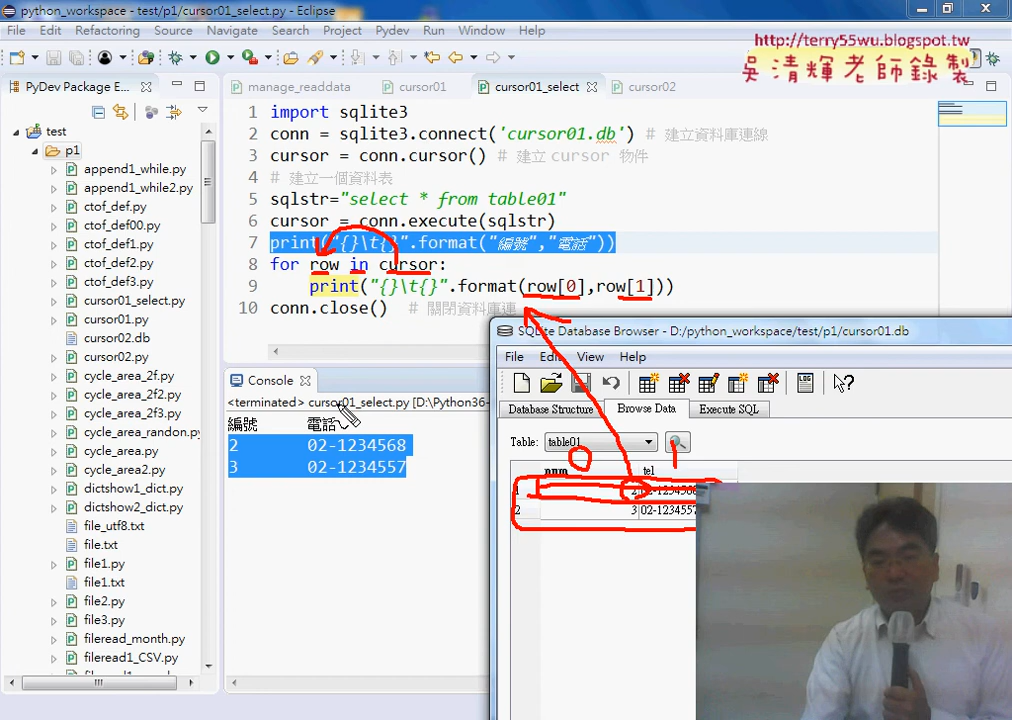 python_workspace - test/p1/cursor01_select.py - Eclipse
File Edit Refactoring Source Navigate Search Project Pydev Run Window Help
http://terry55wu.blogspot.tw
吳清輝老師錄製
PyDev Package E...
manage_readdata
cursor01
cursor01_select
cursor02
test
p1
append1_while.py
append1_while2.py
ctof_def.py
ctof_def00.py
ctof_def1.py
ctof_def2.py
ctof_def3.py
cursor01_select.py
cursor01.py
cursor02.db
cursor02.py
cycle_area_2f.py
cycle_area_2f2.py
cycle_area_2f3.py
cycle_area_randon.py
cycle_area.py
cycle_area2.py
dictshow1_dict.py
dictshow2_dict.py
file_utf8.txt
file.txt
file1.py
file1.txt
file2.py
file3.py
fileread_month.py
fileread1_CSV.py
1 import sqlite3
2 conn = sqlite3.connect('cursor01.db') # 建立資料庫連線
3 cursor = conn.cursor() # 建立 cursor 物件
4 # 建立一個資料表
5 sqlstr="select * from table01"
6 cursor = conn.execute(sqlstr)
7 print("{}\t{}".format("編號","電話"))
8 for row in cursor:
9 print("{}\t{}".format(row[0],row[1]))
10 conn.close() # 關閉資料庫連
Console
<terminated> cursor01_select.py [D:\Python36-
編號 電話
2 02-1234568
3 02-1234557
SQLite Database Browser - D:/python_workspace/test/p1/cursor01.db
File Edit View Help
LOG
Database Structure Browse Data Execute SQL
Table: table01
num tel
1 2 02-1234568
2 3 02-1234557